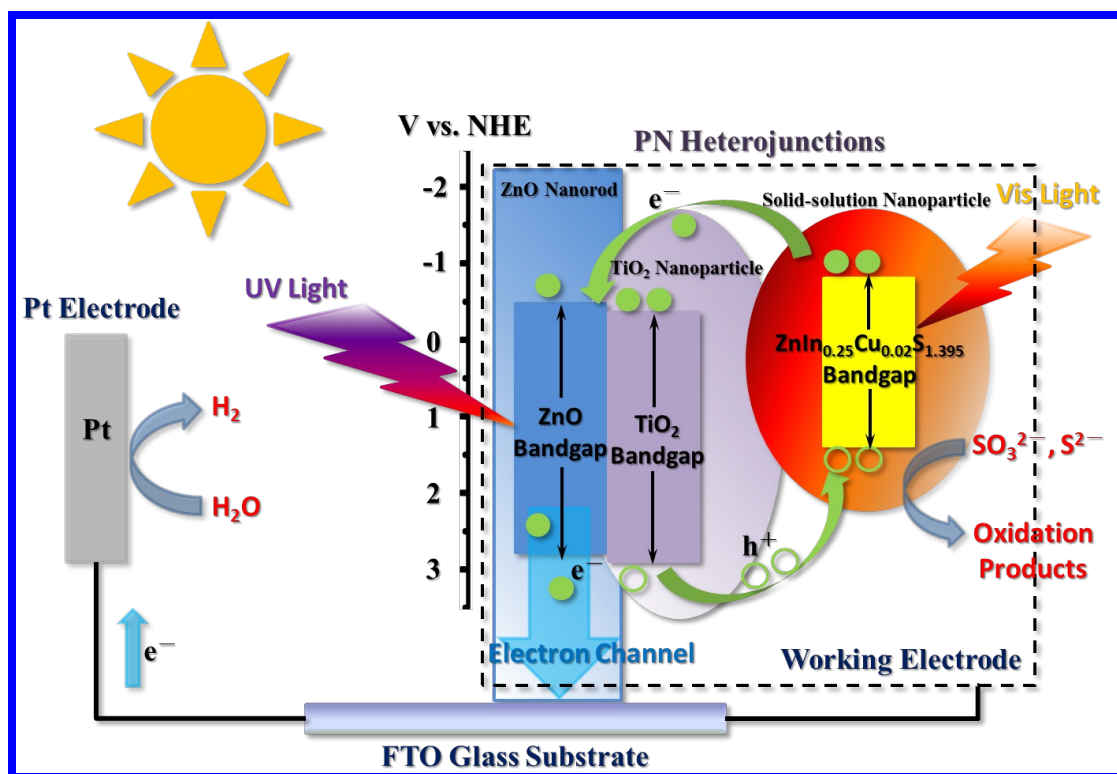 V vs. NHE
PN Heterojunctions
-2
ZnO Nanorod
e⁻
Solid-solution Nanoparticle
Vis Light
-1
TiO₂ Nanoparticle
UV Light
Pt Electrode
0
ZnIn₀.₂₅Cu₀.₀₂S₁.₃₉₅
Bandgap
H₂
1
ZnO
Bandgap
TiO₂
Bandgap
Pt
SO₃²⁻, S²⁻
2
H₂O
Oxidation
Products
h⁺
3
e⁻
Electron Channel
Working Electrode
e⁻
FTO Glass Substrate